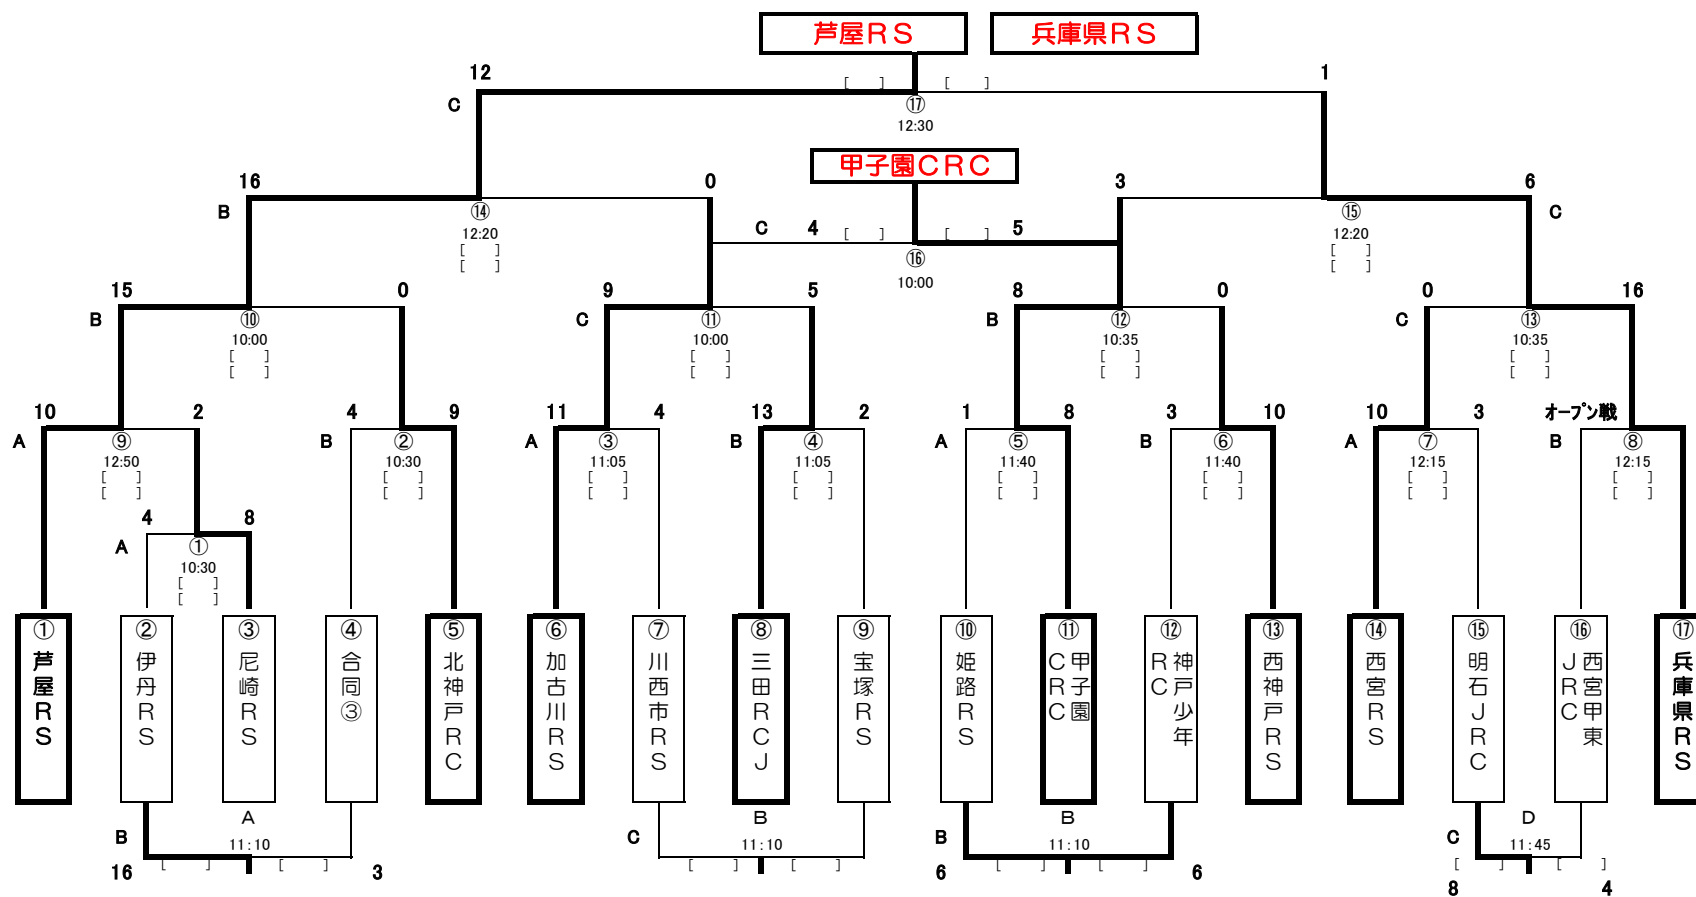 芦屋RS 兵庫県RS
12 [ ] [ ] 1
C ⑰
12:30
甲子園CRC
16 0 3 6
B ⑭ ⑮ C
C 4 [ ] [ ] 5
12:20 12:20
[ ] [ ]
[ ] [ ]
⑯
10:00
15 0 9 5 8 0 0 16
B ⑩ C ⑪ B ⑫ C ⑬
10:00 10:00 10:35 10:35
[ ] [ ] [ ] [ ]
[ ] [ ] [ ] [ ]
10 2 4 9 11 4 13 2 1 8 3 10 10 3 オープン戦
A ⑨ B ② A ③ B ④ A ⑤ B ⑥ A ⑦ B ⑧
12:50 10:30 11:05 11:05 11:40 11:40 12:15 12:15
[ ] [ ] [ ] [ ] [ ] [ ] [ ] [ ]
[ ] [ ] [ ] [ ] [ ] [ ] [ ] [ ]
4 8
A ①
10:30
[ ]
[ ]
① 芦屋RS
② 伊丹RS
③ 尼崎RS
④ 合同③
⑤ 北神戸RC
⑥ 加古川RS
⑦ 川西市RS
⑧ 三田RCJ
⑨ 宝塚RS
⑩ 姫路RS
⑪ 甲子園CRC
⑫ 神戸少年RC
⑬ 西神戸RS
⑭ 西宮RS
⑮ 明石JRC
⑯ 西宮甲東JRC
⑰ 兵庫県RS
A B B D
B 11:10 C 11:10 B 11:10 C 11:45
[ ] [ ] [ ] [ ] [ ] [ ] [ ] [ ]
16 3 6 6
8 4